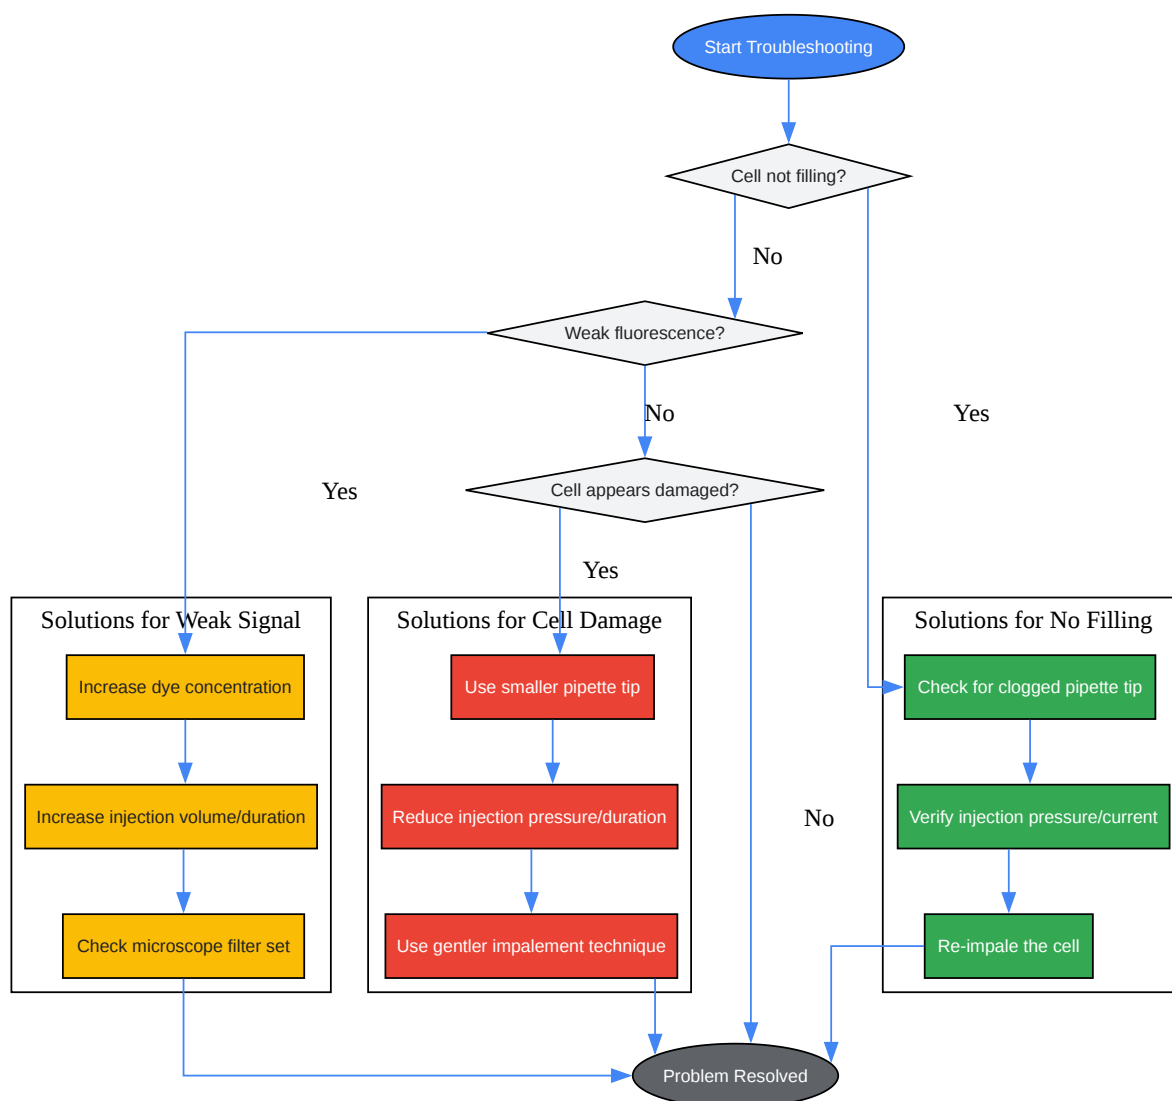 Start Troubleshooting
Cell not filling?
No
Weak fluorescence?
No
Yes
Yes
Cell appears damaged?
Yes
Solutions for Weak Signal
Increase dye concentration
Increase injection volume/duration
Check microscope filter set
Solutions for Cell Damage
Use smaller pipette tip
Reduce injection pressure/duration
Use gentler impalement technique
No
Solutions for No Filling
Check for clogged pipette tip
Verify injection pressure/current
Re-impale the cell
Problem Resolved